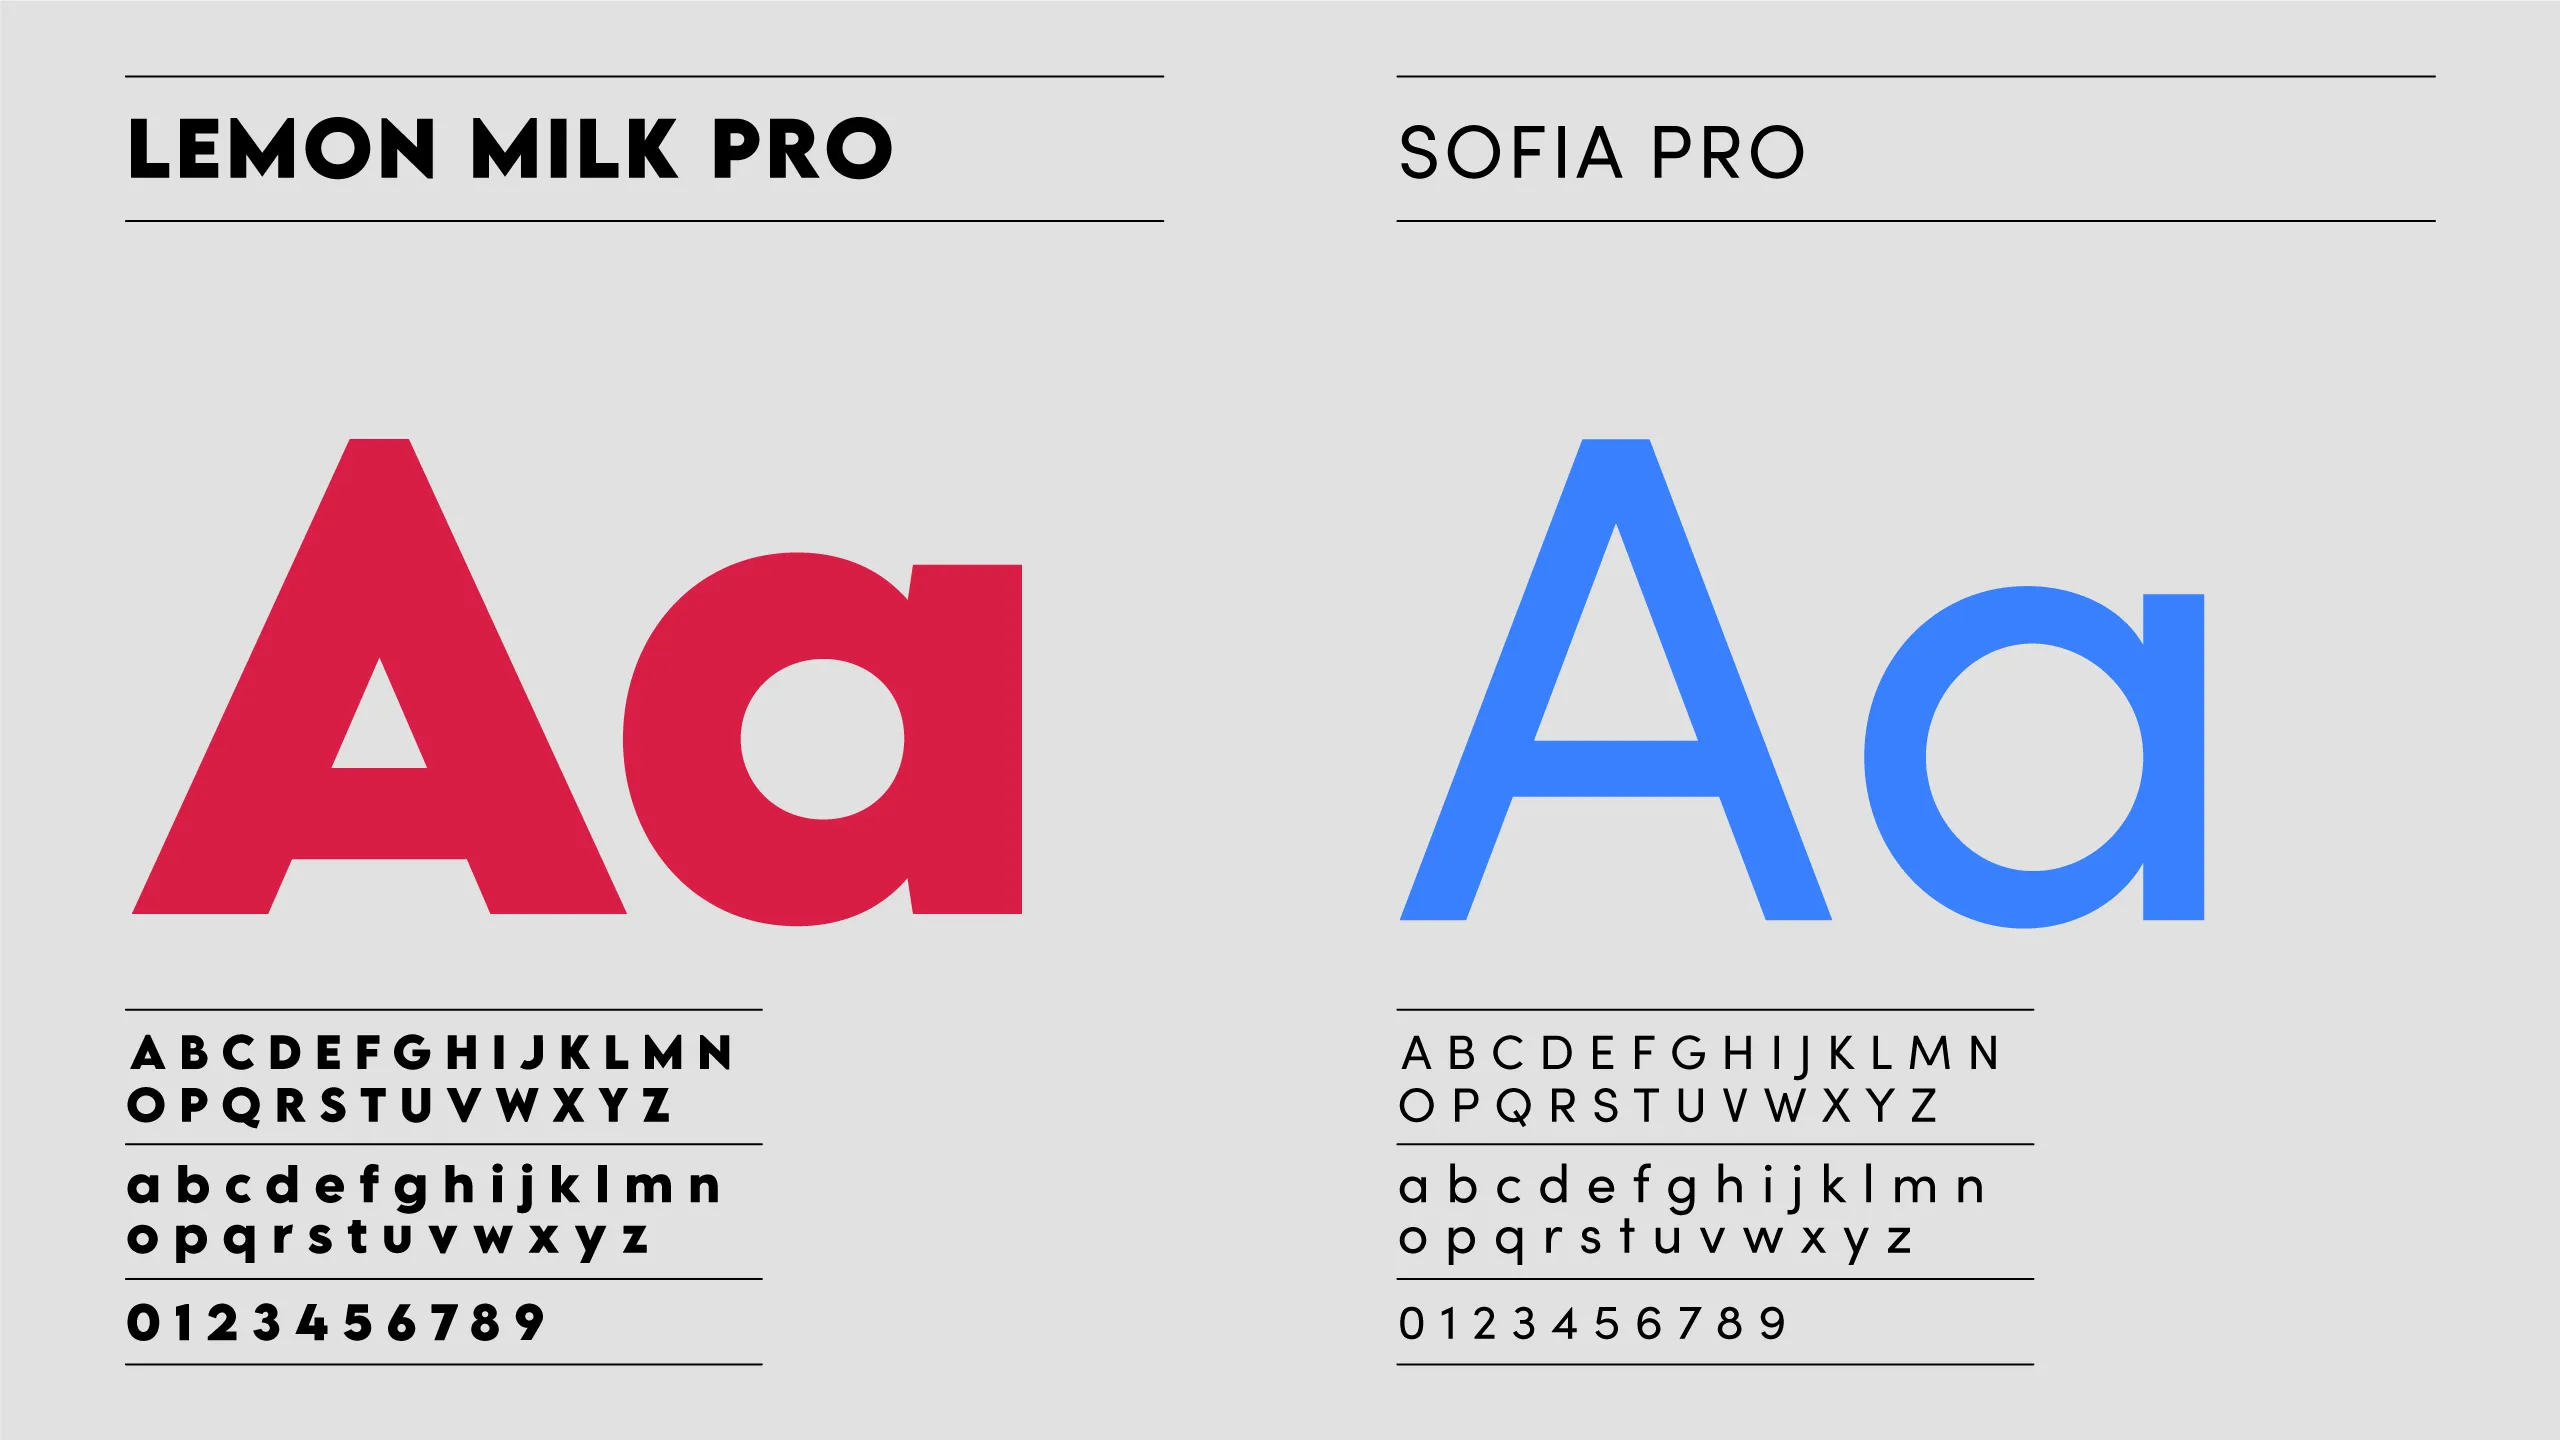 LEMON MILK PRO
Aa
A B C D E F G H I J K L M N
O P Q R S T U V W X Y Z
a b c d e f g h i j k l m n
o p q r s t u v w x y z
0 1 2 3 4 5 6 7 8 9
SOFIA PRO
Aa
A B C D E F G H I J K L M N
O P Q R S T U V W X Y Z
a b c d e f g h i j k l m n
o p q r s t u v w x y z
0 1 2 3 4 5 6 7 8 9